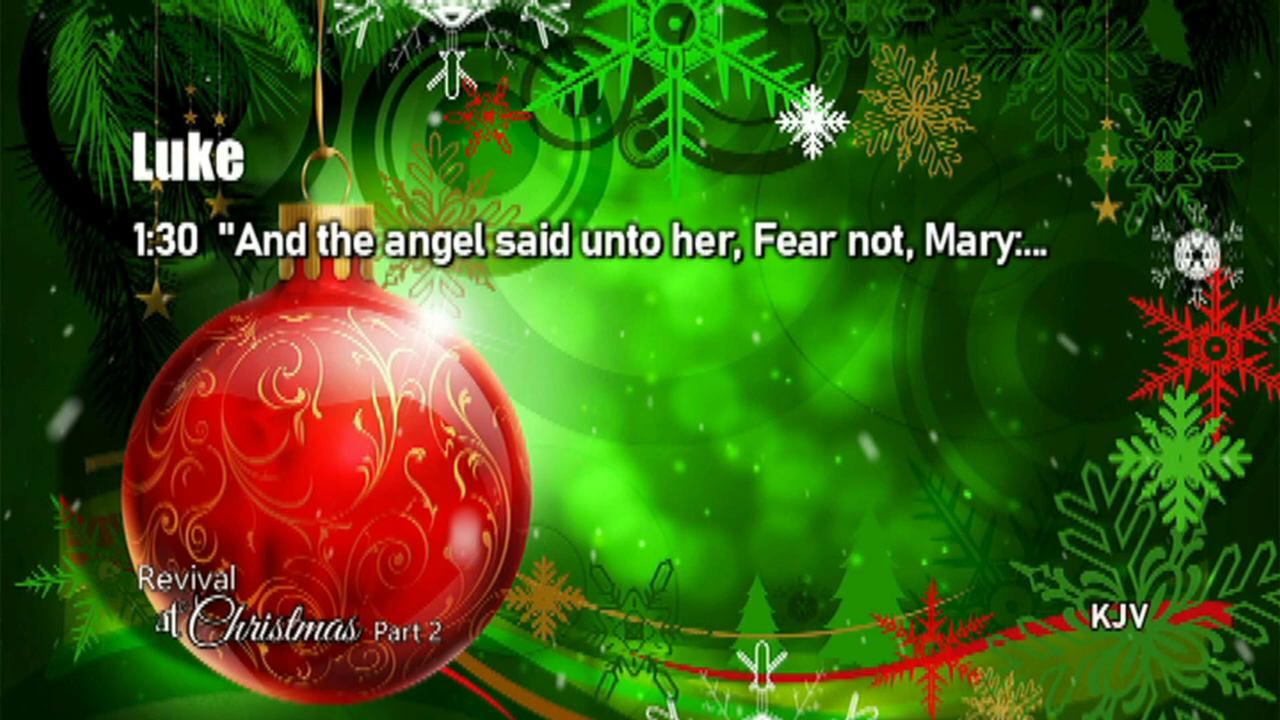 Luke
1:30 "And the angel said unto her, Fear not, Mary:...
Revival
at Christmas Part 2
KJV